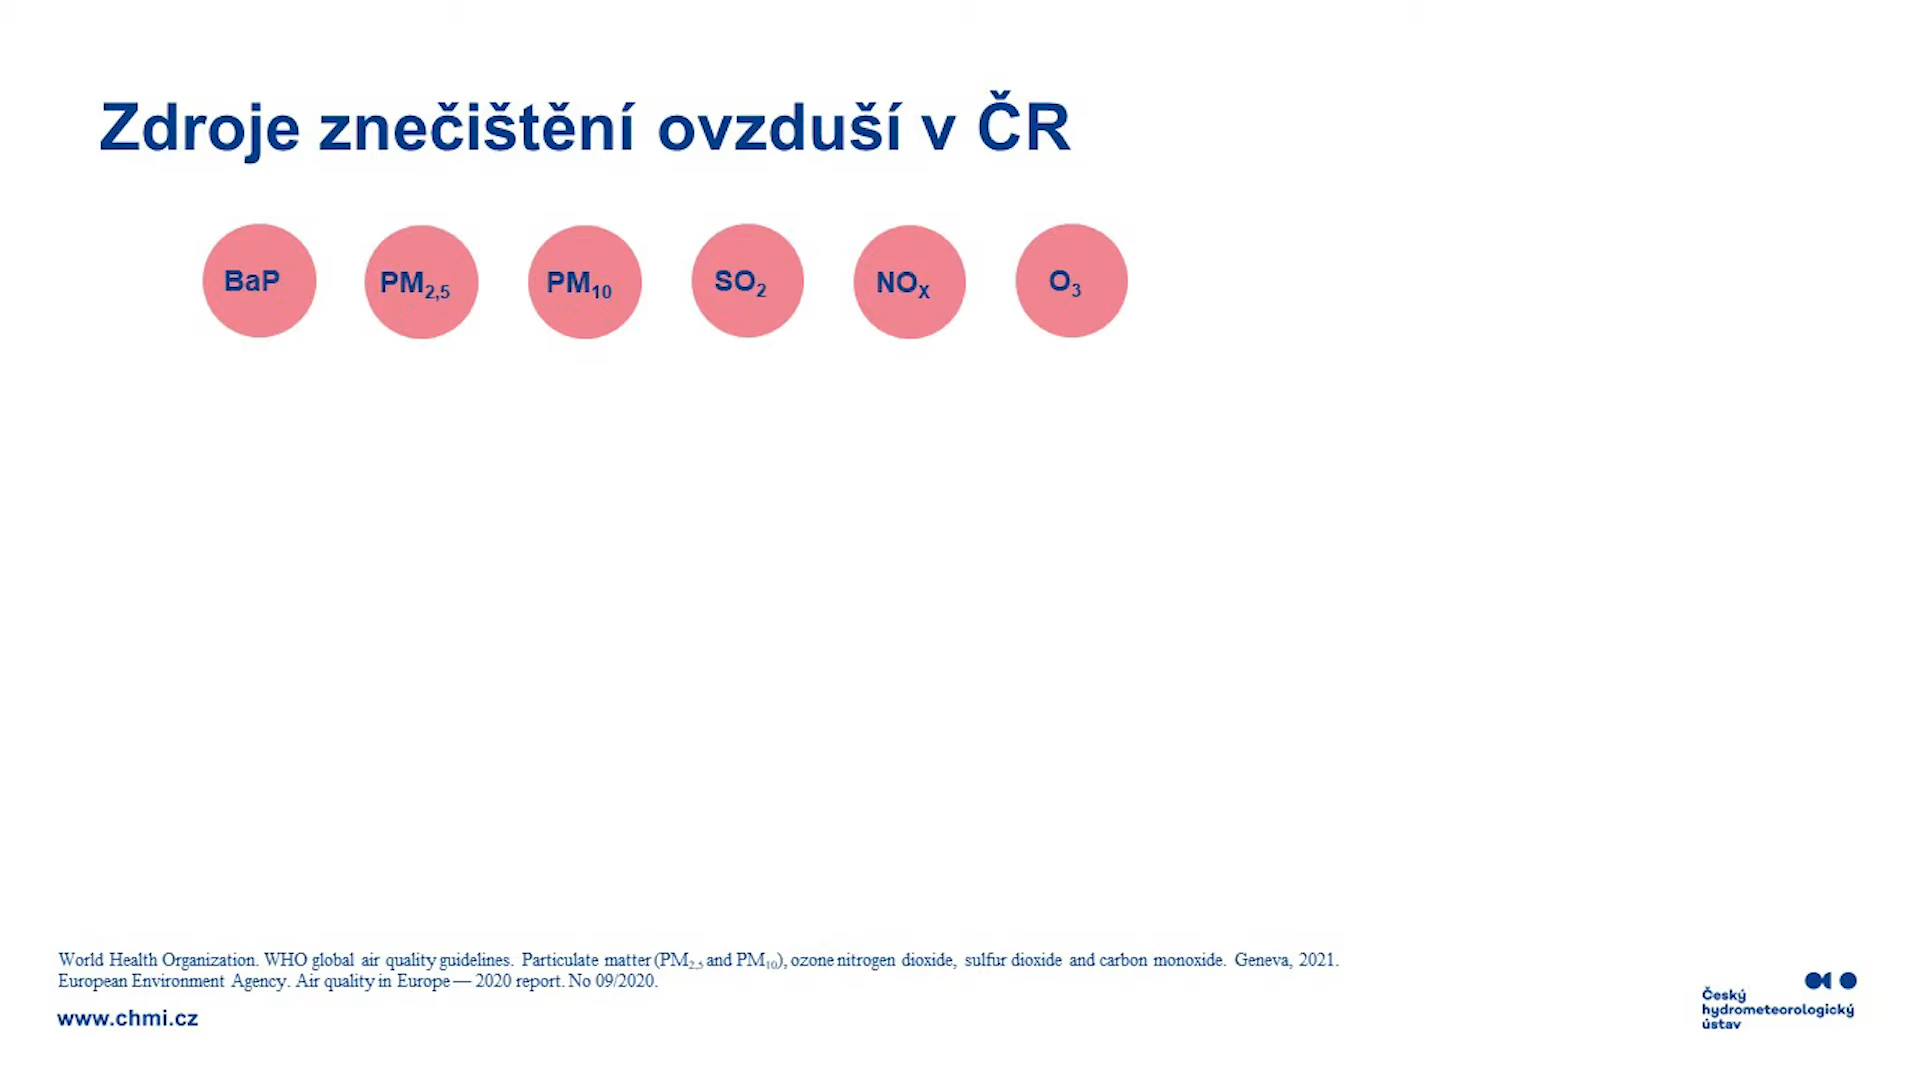 Zdroje znečištění ovzduší v ČR
BaP PM2,5 PM10 SO2 NOX O3
World Health Organization. WHO global air quality guidelines. Particulate matter (PM2,5 and PM10), ozone nitrogen dioxide, sulfur dioxide and carbon monoxide. Geneva, 2021.
European Environment Agency. Air quality in Europe — 2020 report. No 09/2020.
www.chmi.cz
Český
hydrometeorologický
ústav